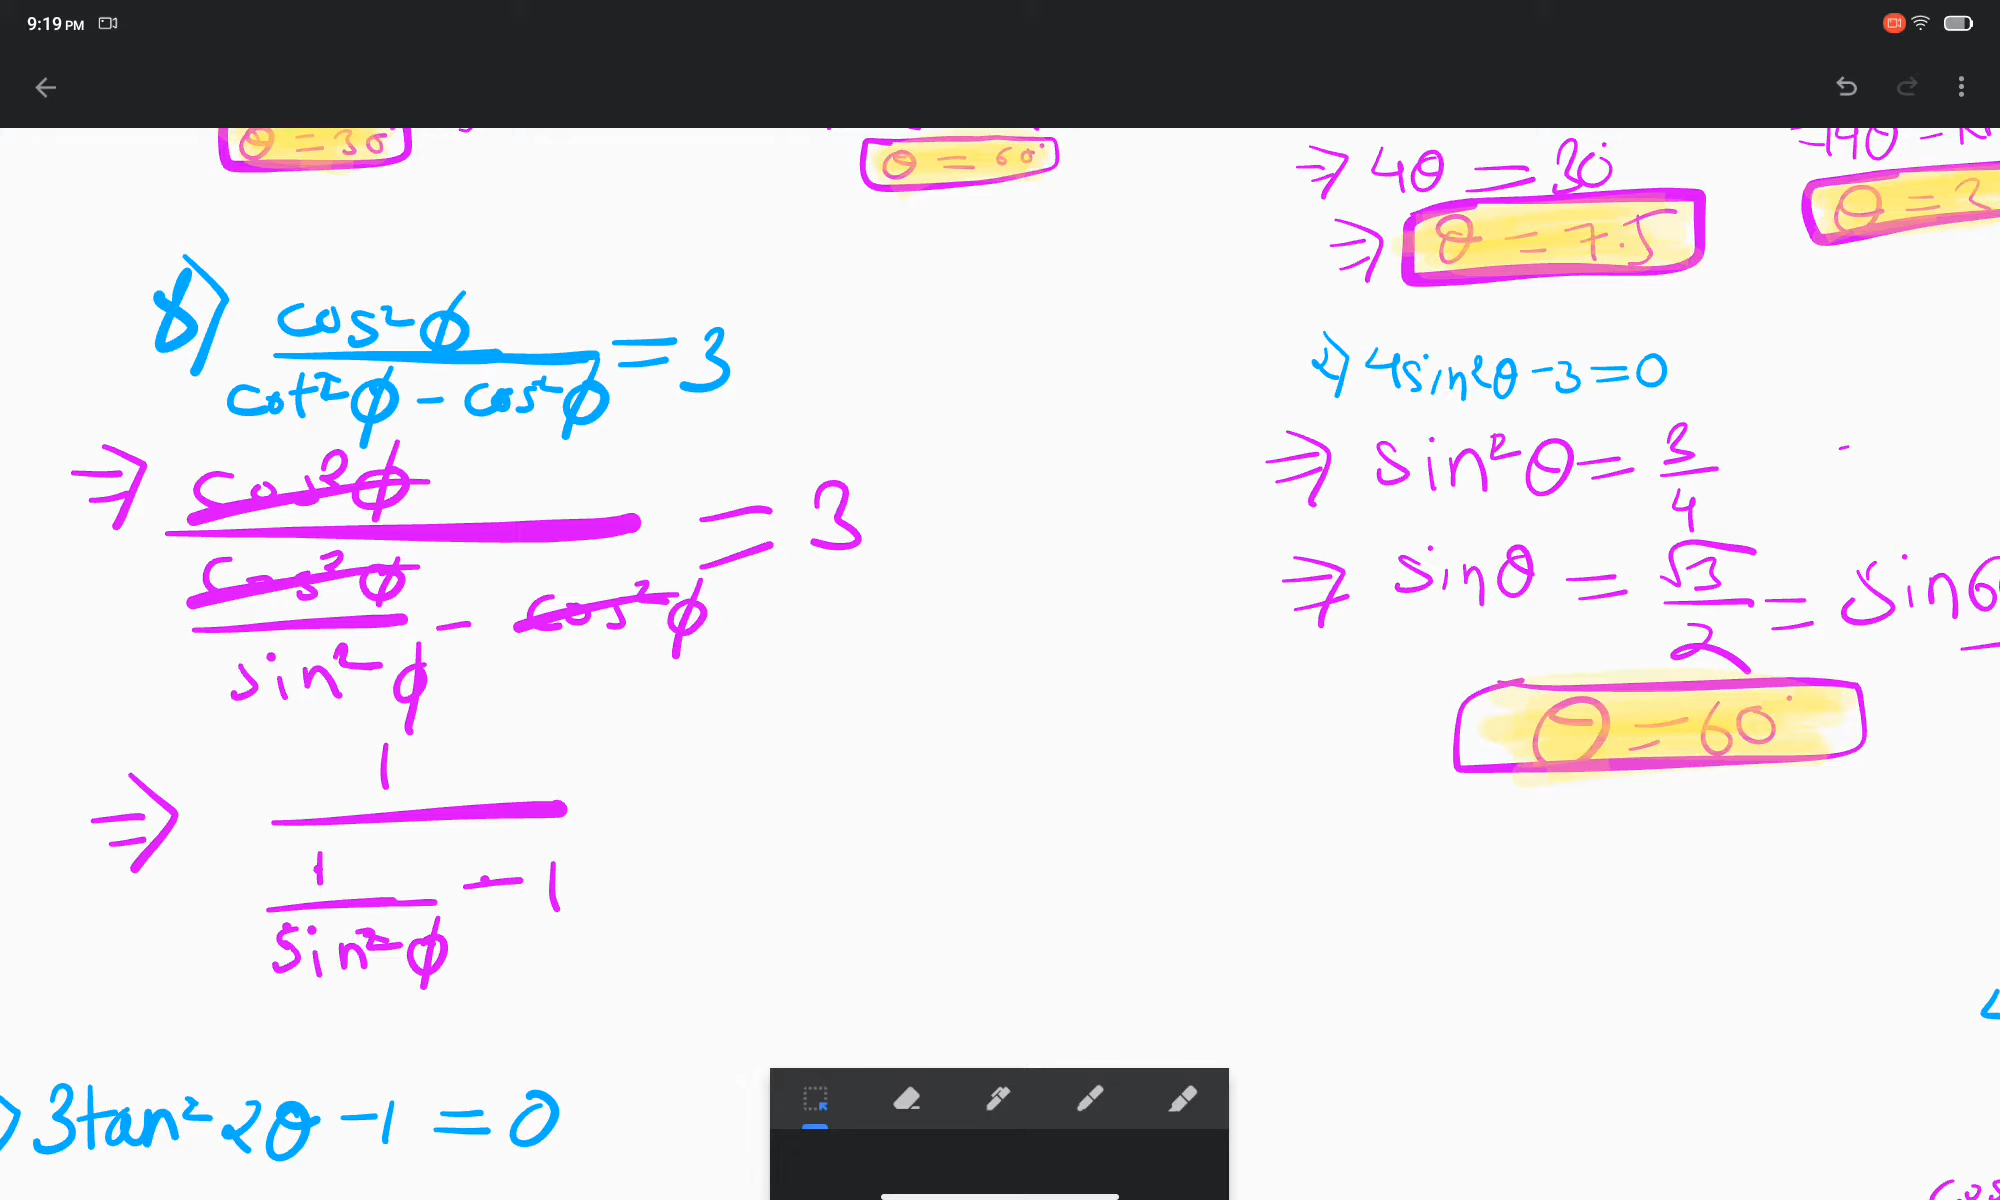 9:19 PM
θ = 30°
θ = 60°
⇒ 4θ = 30°
⇒ θ = 7.5
θ = 3
8) cos²φ / (cot²φ − cos²φ) = 3
⇒ cos²φ / (cos²φ / sin²φ − cos²φ) = 3
⇒ 1 / (1 / sin²φ − 1)
) 3tan²2θ − 1 = 0
2) 4sin²θ − 3 = 0
⇒ sin²θ = 3/4
⇒ sinθ = √3/2 = sin6
θ = 60°